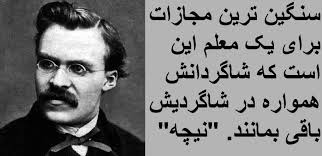 سنگین ترین مجازات
برای یک معلم این
است که شاگردانش
همواره در شاگردیش
باقی بمانند. "نیچه"